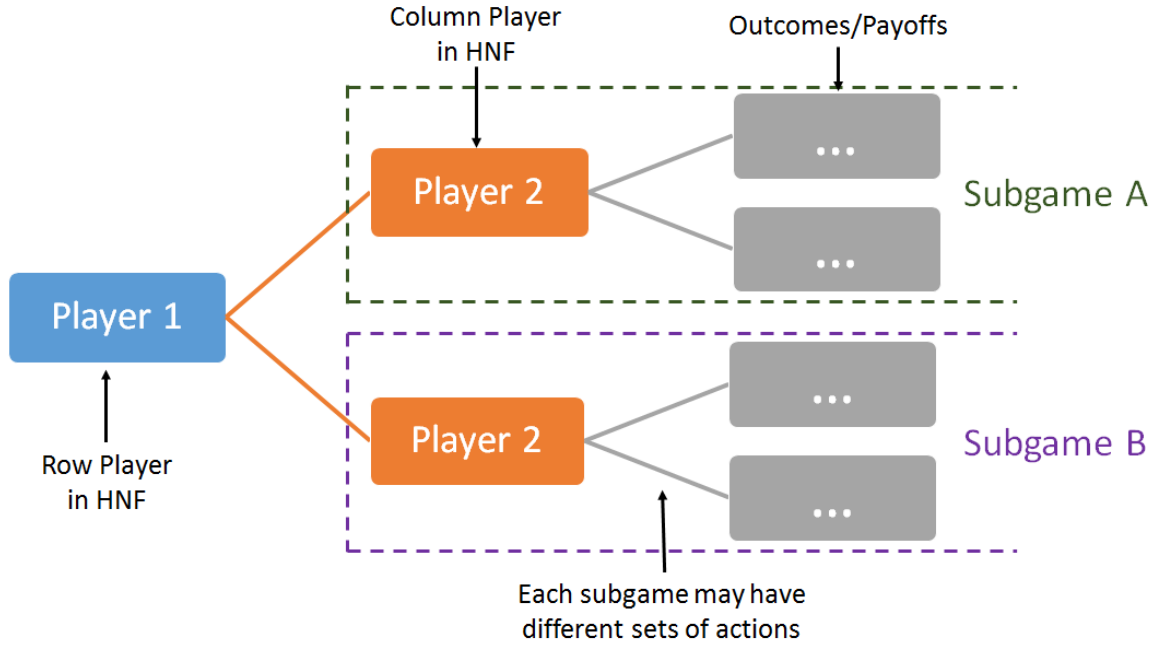 Column Player
in HNF
Outcomes/Payoffs
Player 2
...
Subgame A
...
Player 1
...
Player 2
Subgame B
Row Player
in HNF
...
Each subgame may have
different sets of actions